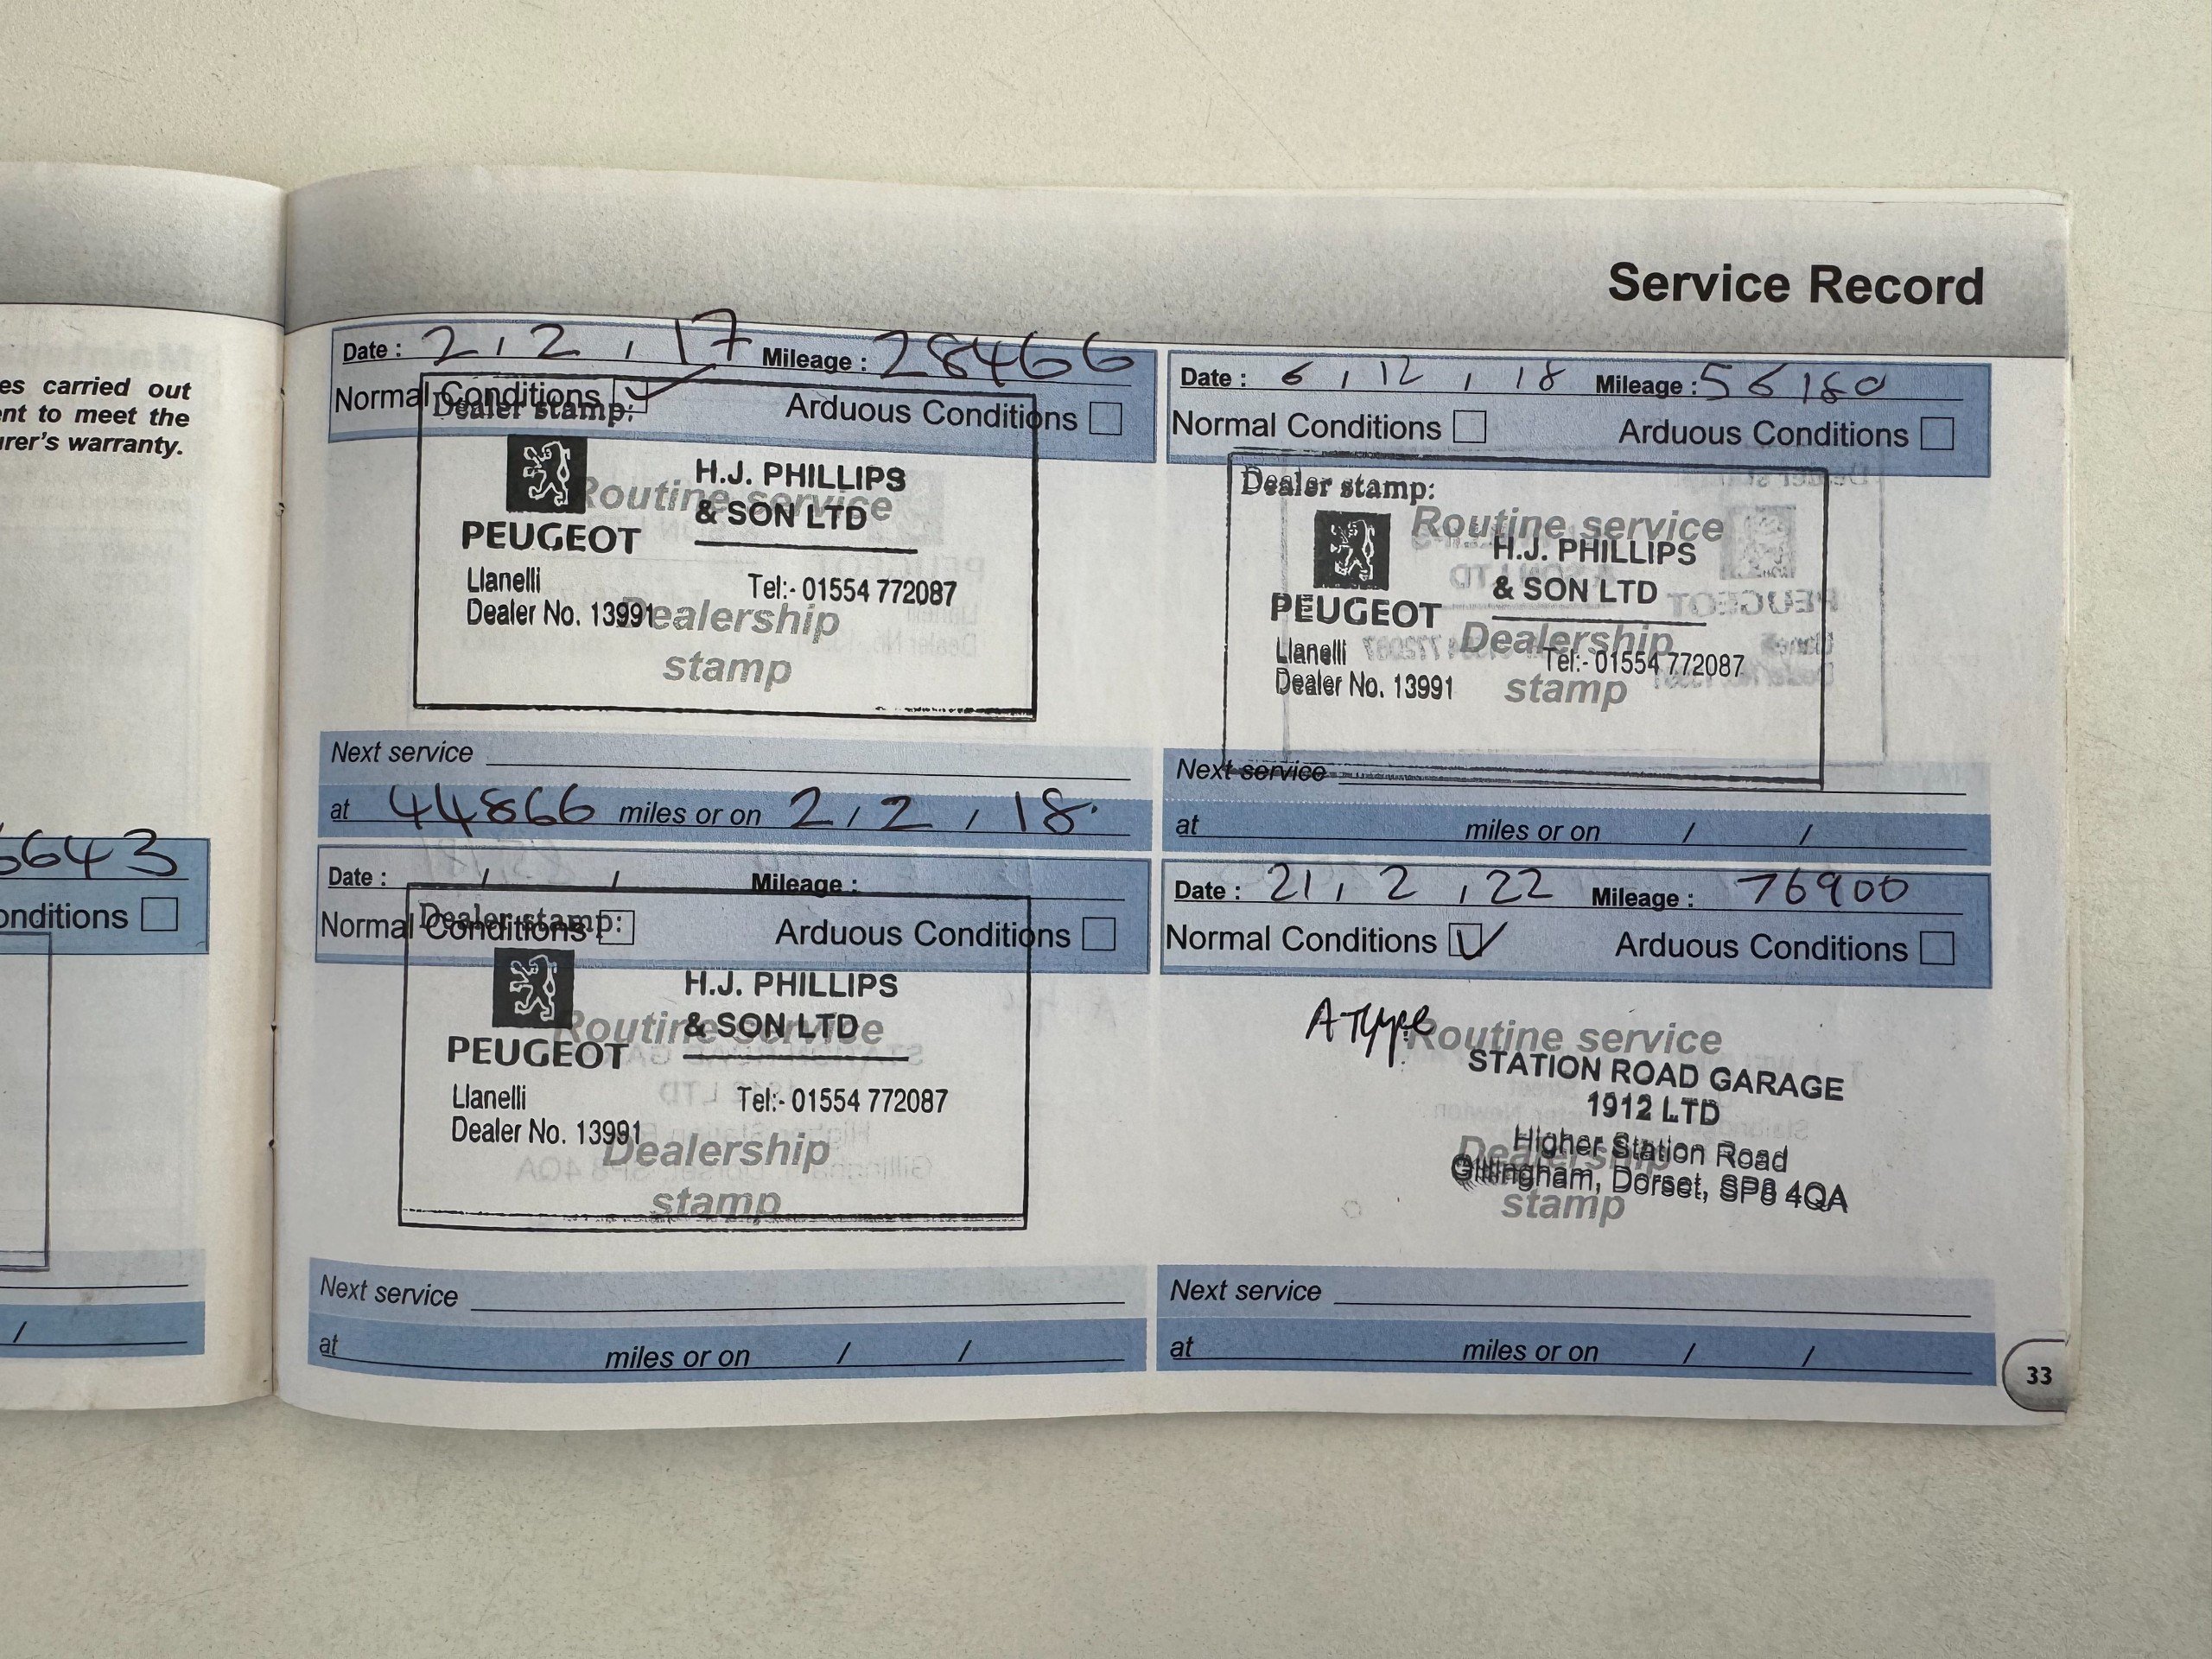 Service Record
es carried out
nt to meet the
rer's warranty.
6643
onditions
/
Date : 2 , 2 , 17 Mileage : 28466
Normal Conditions ✓ Arduous Conditions
Dealer stamp:
Routine service
H.J. PHILLIPS
& SON LTD
PEUGEOT
Llanelli Tel:- 01554 772087
Dealer No. 13991
Dealership
stamp
Next service
at 44866 miles or on 2 , 2 , 18.
Date : / / Mileage :
Normal Conditions Arduous Conditions
Dealer stamp:
H.J. PHILLIPS
& SON LTD
Routine service
PEUGEOT
Llanelli Tel:- 01554 772087
Dealer No. 13991
Dealership
stamp
Next service
at miles or on / /
Date : 6 , 12 , 18 Mileage : 56180
Normal Conditions Arduous Conditions
Dealer stamp:
Routine service
H.J. PHILLIPS
& SON LTD
PEUGEOT
Dealership
Llanelli Tel:- 01554 772087
Dealer No. 13991
stamp
Next service
at miles or on / /
Date : 21 , 2 , 22 Mileage : 76900
Normal Conditions ✓ Arduous Conditions
A Type
Routine service
STATION ROAD GARAGE
1912 LTD
Higher Station Road
Dealership
Gillingham, Dorset, SP8 4QA
stamp
Next service
at miles or on / /
33